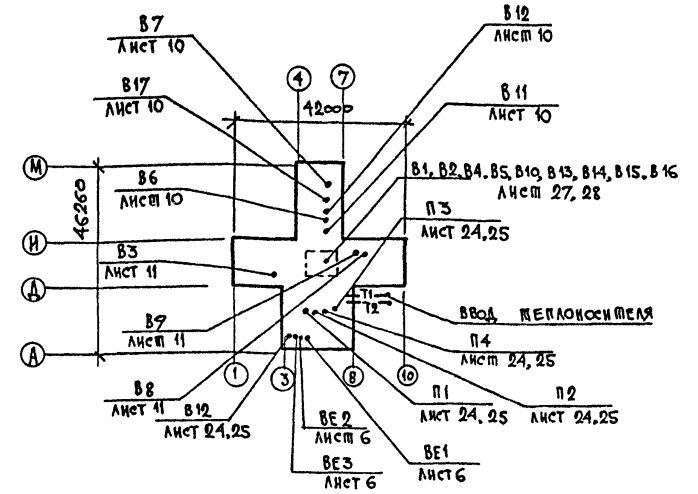 В7
ЛИСТ 10
В12
ЛИСТ 10
В17
ЛИСТ 10
4
7
42000
В11
ЛИСТ 10
М
В6
ЛИСТ 10
В1, В2, В4, В5, В10, В13, В14, В15, В16
ЛИСТ 27, 28
46260
П3
ЛИСТ 24,25
И
В3
ЛИСТ 11
Д
Т1
Т2
ВВОД ТЕПЛОНОСИТЕЛЯ
В9
ЛИСТ 11
П4
ЛИСТ 24,25
А
1
3
8
10
В8
ЛИСТ 11
В12
ЛИСТ 24,25
ВЕ2
ЛИСТ 6
П1
ЛИСТ 24,25
П2
ЛИСТ 24,25
ВЕ3
ЛИСТ 6
ВЕ1
ЛИСТ 6